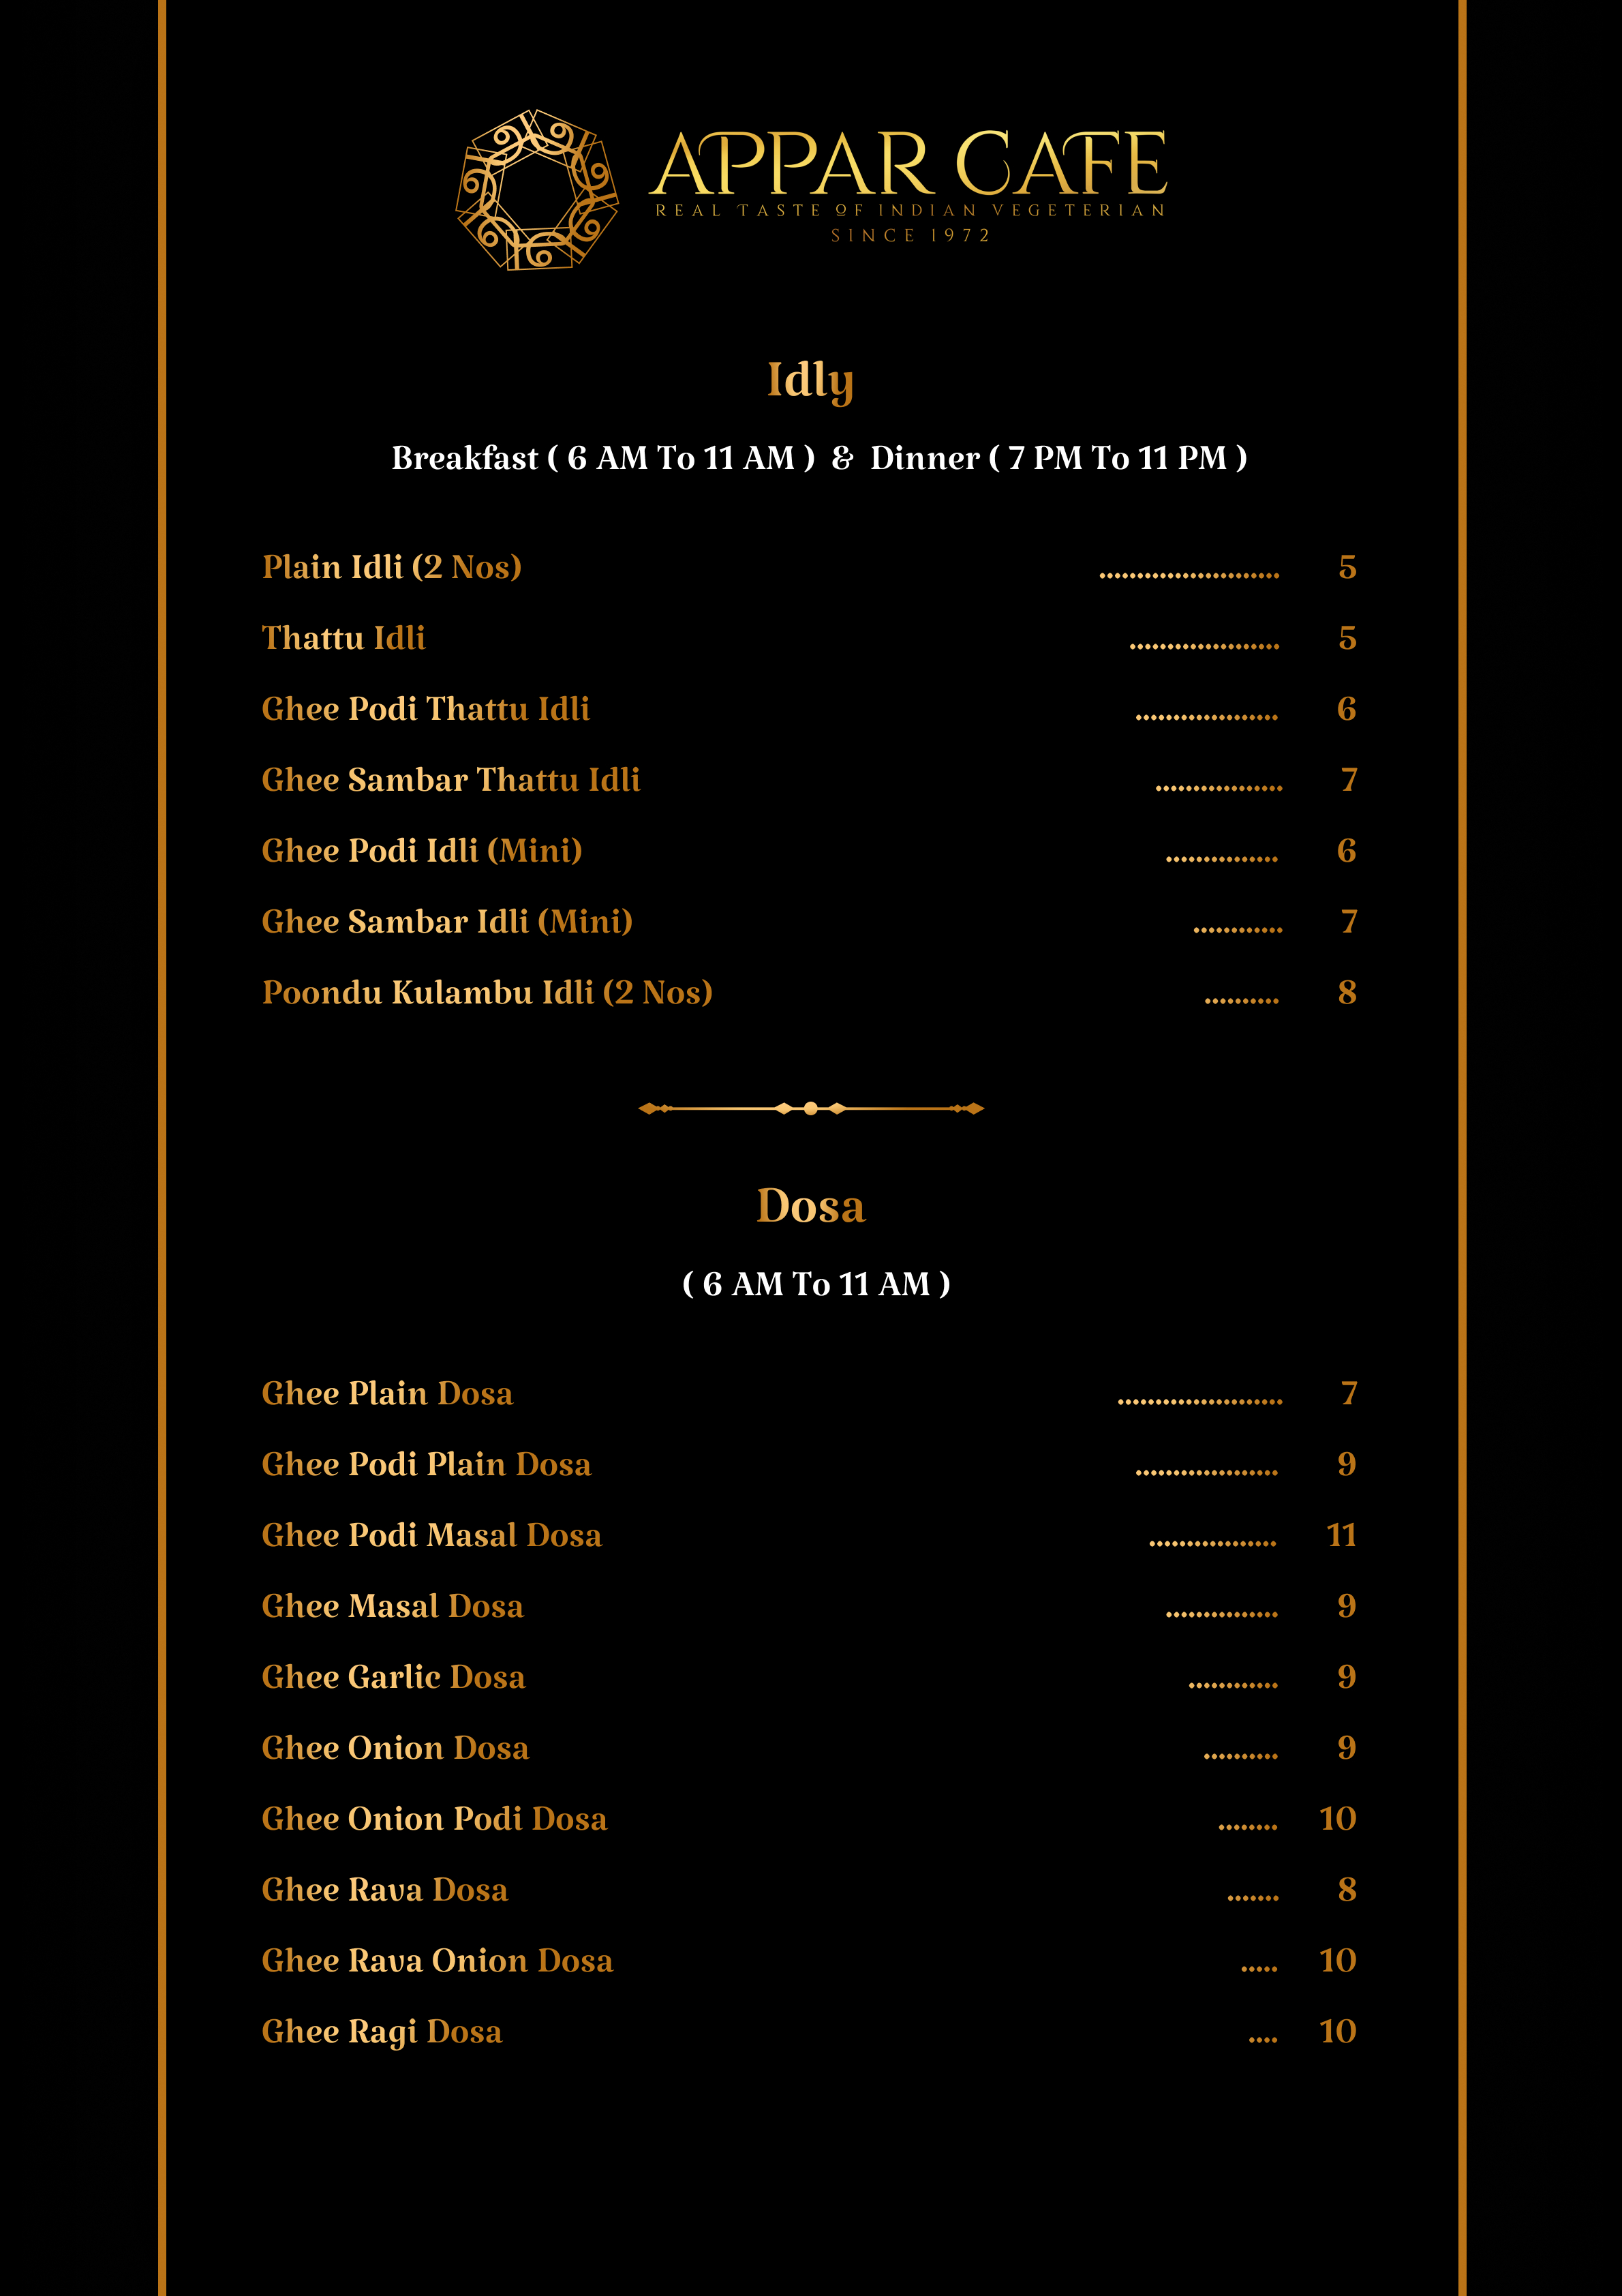 APPAR CAFE
REAL TASTE OF INDIAN VEGETERIAN
SINCE 1972
Idly
Breakfast ( 6 AM To 11 AM ) & Dinner ( 7 PM To 11 PM )
Plain Idli (2 Nos) ........................ 5
Thattu Idli .................... 5
Ghee Podi Thattu Idli ................... 6
Ghee Sambar Thattu Idli ................. 7
Ghee Podi Idli (Mini) ............... 6
Ghee Sambar Idli (Mini) ............ 7
Poondu Kulambu Idli (2 Nos) .......... 8
Dosa
( 6 AM To 11 AM )
Ghee Plain Dosa ...................... 7
Ghee Podi Plain Dosa ................... 9
Ghee Podi Masal Dosa ................. 11
Ghee Masal Dosa ............... 9
Ghee Garlic Dosa ............ 9
Ghee Onion Dosa .......... 9
Ghee Onion Podi Dosa ........ 10
Ghee Rava Dosa ....... 8
Ghee Rava Onion Dosa ..... 10
Ghee Ragi Dosa .... 10